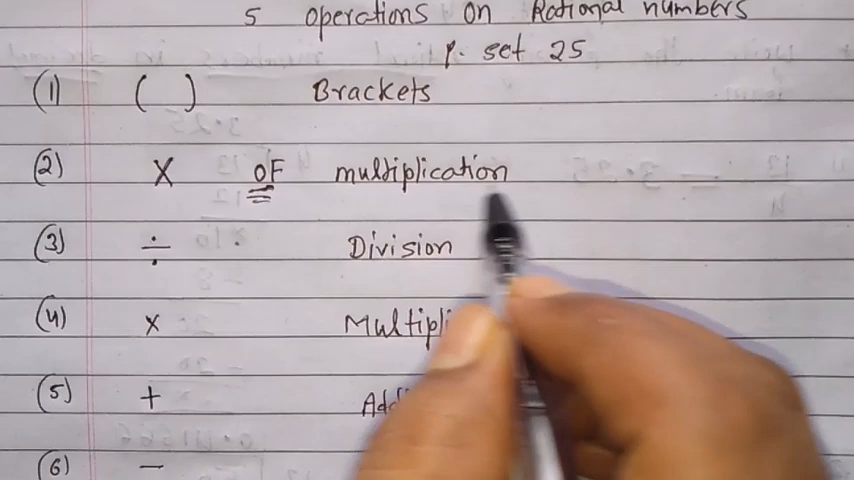 5 operations on Rational numbers
p. set 25
(1) ( ) Brackets
(2) × OF multiplication
(3) ÷ Division
(4) ×
(5) +
(6) −